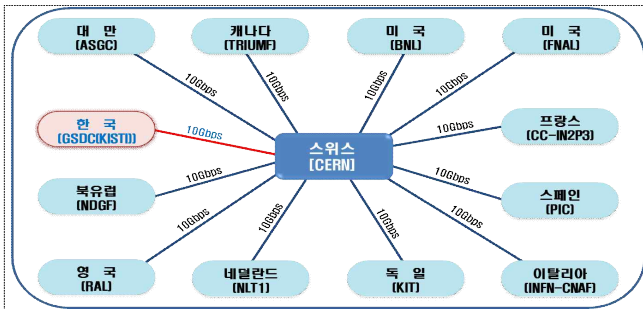 대 만
(ASGC)
캐나다
(TRIUMF)
미 국
(BNL)
미 국
(FNAL)
10Gbps
10Gbps
10Gbps
10Gbps
한 국
(GSDC(KISTI))
10Gbps
스위스
[CERN]
10Gbps
프랑스
(CC-IN2P3)
북유럽
(NDGF)
10Gbps
10Gbps
스페인
(PIC)
10Gbps
10Gbps
10Gbps
10Gbps
영 국
(RAL)
네덜란드
(NLT1)
독 일
(KIT)
이탈리아
(INFN-CNAF)